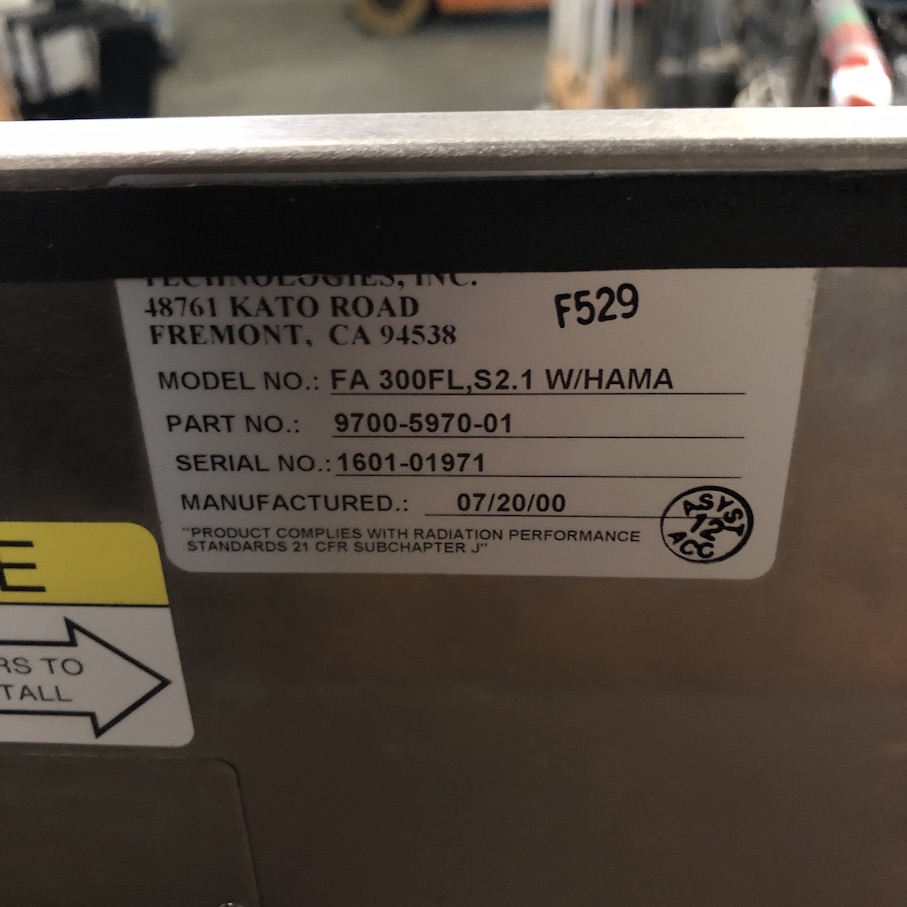 TECHNOLOGIES, INC.
48761 KATO ROAD
FREMONT, CA 94538
F529
MODEL NO.: FA 300FL,S2.1 W/HAMA
PART NO.: 9700-5970-01
SERIAL NO.: 1601-01971
MANUFACTURED.: 07/20/00
"PRODUCT COMPLIES WITH RADIATION PERFORMANCE
STANDARDS 21 CFR SUBCHAPTER J"
ASYST
12
ACC
E
RS TO
TALL